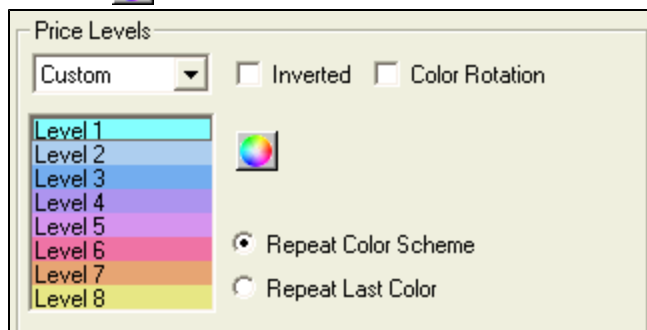 Price Levels
Custom Inverted Color Rotation
Level 1
Level 2
Level 3
Level 4
Level 5
Repeat Color Scheme
Level 6
Level 7
Repeat Last Color
Level 8